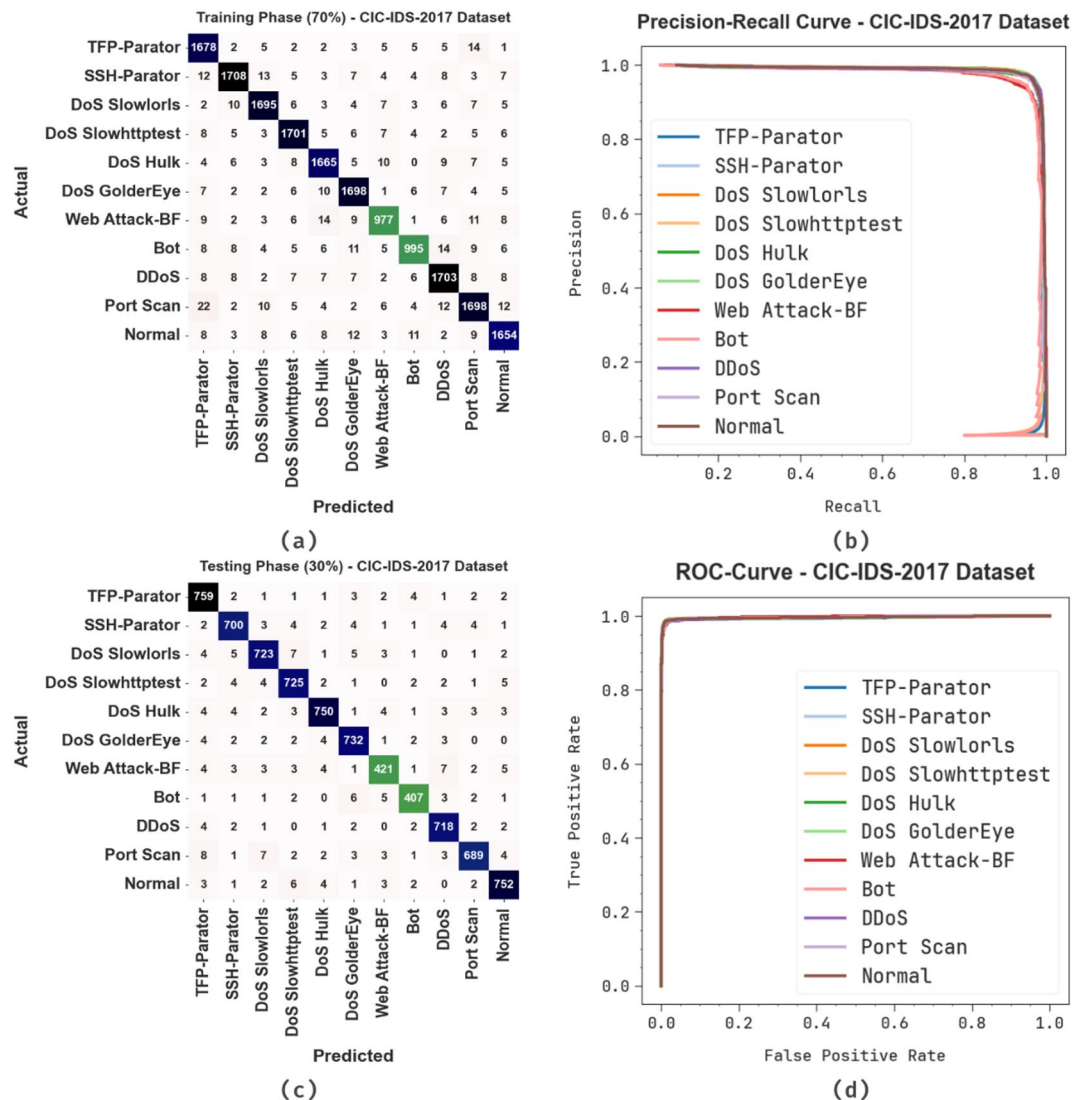 Training Phase (70%) - CIC-IDS-2017 Dataset
Actual
TFP-Parator 1678 2 5 2 2 3 5 5 5 14 1
SSH-Parator 12 1708 13 5 3 7 4 4 8 3 7
DoS Slowlorls 2 10 1695 6 3 4 7 3 6 7 5
DoS Slowhttptest 8 5 3 1701 5 6 7 4 2 5 6
DoS Hulk 4 6 3 8 1665 5 10 0 9 7 5
DoS GolderEye 7 2 2 6 10 1698 1 6 7 4 5
Web Attack-BF 9 2 3 6 14 9 977 1 6 11 8
Bot 8 8 4 5 6 11 5 995 14 9 6
DDoS 8 8 2 7 7 7 2 6 1703 8 8
Port Scan 22 2 10 5 4 2 6 4 12 1698 12
Normal 8 3 8 6 8 12 3 11 2 9 1654
TFP-Parator
SSH-Parator
DoS Slowlorls
DoS Slowhttptest
DoS Hulk
DoS GolderEye
Web Attack-BF
Bot
DDoS
Port Scan
Normal
Predicted
(a)
Precision-Recall Curve - CIC-IDS-2017 Dataset
Precision
1.0
0.8
0.6
0.4
0.2
0.0
TFP-Parator
SSH-Parator
DoS Slowlorls
DoS Slowhttptest
DoS Hulk
DoS GolderEye
Web Attack-BF
Bot
DDoS
Port Scan
Normal
0.2 0.4 0.6 0.8 1.0
Recall
(b)
Testing Phase (30%) - CIC-IDS-2017 Dataset
Actual
TFP-Parator 759 2 1 1 1 3 2 4 1 2 2
SSH-Parator 2 700 3 4 2 4 1 1 4 4 1
DoS Slowlorls 4 5 723 7 1 5 3 1 0 1 2
DoS Slowhttptest 2 4 4 725 2 1 0 2 2 1 5
DoS Hulk 4 4 2 3 750 1 4 1 3 3 3
DoS GolderEye 4 2 2 2 4 732 1 2 3 0 0
Web Attack-BF 4 3 3 3 4 1 421 1 7 2 5
Bot 1 1 1 2 0 6 5 407 3 2 1
DDoS 4 2 1 0 1 2 0 2 718 2 2
Port Scan 8 1 7 2 2 3 3 1 3 689 4
Normal 3 1 2 6 4 1 3 2 0 2 752
TFP-Parator
SSH-Parator
DoS Slowlorls
DoS Slowhttptest
DoS Hulk
DoS GolderEye
Web Attack-BF
Bot
DDoS
Port Scan
Normal
Predicted
(c)
ROC-Curve - CIC-IDS-2017 Dataset
True Positive Rate
1.0
0.8
0.6
0.4
0.2
0.0
TFP-Parator
SSH-Parator
DoS Slowlorls
DoS Slowhttptest
DoS Hulk
DoS GolderEye
Web Attack-BF
Bot
DDoS
Port Scan
Normal
0.0 0.2 0.4 0.6 0.8 1.0
False Positive Rate
(d)